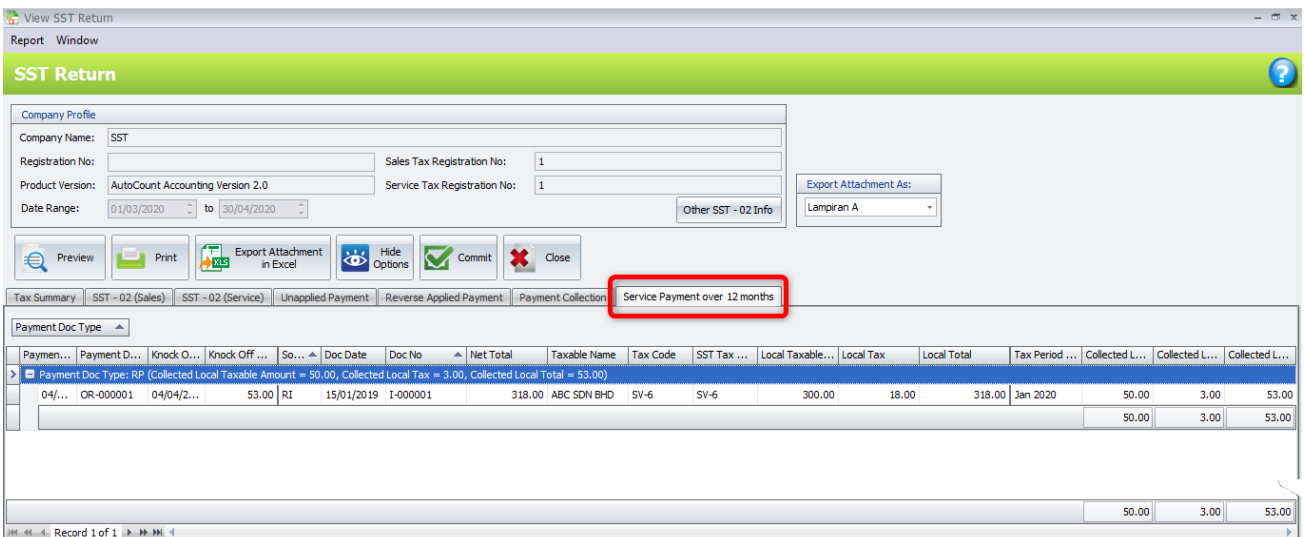 View SST Return
Report Window
SST Return
Company Profile
Company Name: SST
Registration No: Sales Tax Registration No: 1
Product Version: AutoCount Accounting Version 2.0 Service Tax Registration No: 1
Date Range: 01/03/2020 to 30/04/2020 Other SST - 02 Info
Export Attachment As:
Lampiran A
Preview Print Export Attachment in Excel Hide Options Commit Close
XLS
Tax Summary SST - 02 (Sales) SST - 02 (Service) Unapplied Payment Reverse Applied Payment Payment Collection Service Payment over 12 months
Payment Doc Type
Paymen... Payment D... Knock O... Knock Off ... So... Doc Date Doc No Net Total Taxable Name Tax Code SST Tax ... Local Taxable... Local Tax Local Total Tax Period ... Collected L... Collected L... Collected L...
Payment Doc Type: RP (Collected Local Taxable Amount = 50.00, Collected Local Tax = 3.00, Collected Local Total = 53.00)
04/... OR-000001 04/04/2... 53.00 RI 15/01/2019 I-000001 318.00 ABC SDN BHD SV-6 SV-6 300.00 18.00 318.00 Jan 2020 50.00 3.00 53.00
50.00 3.00 53.00
50.00 3.00 53.00
Record 1 of 1